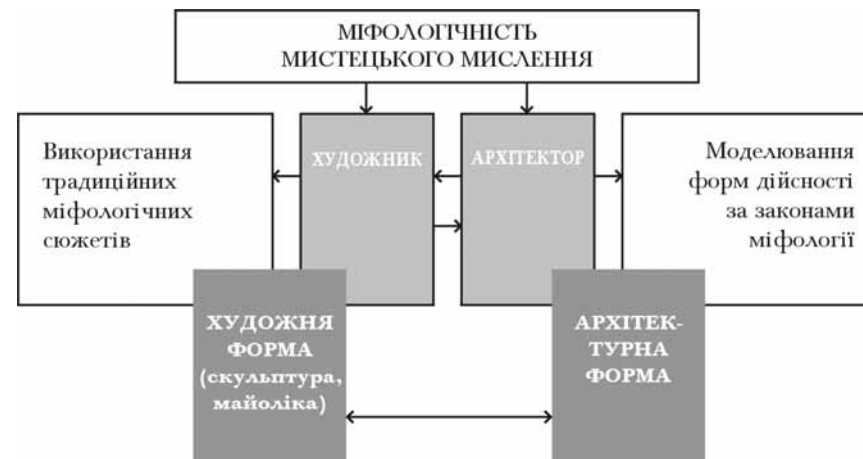 МІФОЛОГІЧНІСТЬ
МИСТЕЦЬКОГО МИСЛЕННЯ
Використання
традиційних
міфологічних
сюжетів
ХУДОЖНИК
АРХІТЕКТОР
Моделювання
форм дійсності
за законами
міфології
ХУДОЖНЯ
ФОРМА
(скульптура,
майоліка)
АРХІТЕК-
ТУРНА
ФОРМА